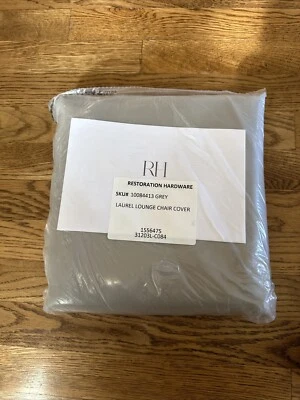 RH
RESTORATION HARDWARE
SKU# 10084413 GREY
LAUREL LOUNGE CHAIR COVER
1556475
31203L-C084